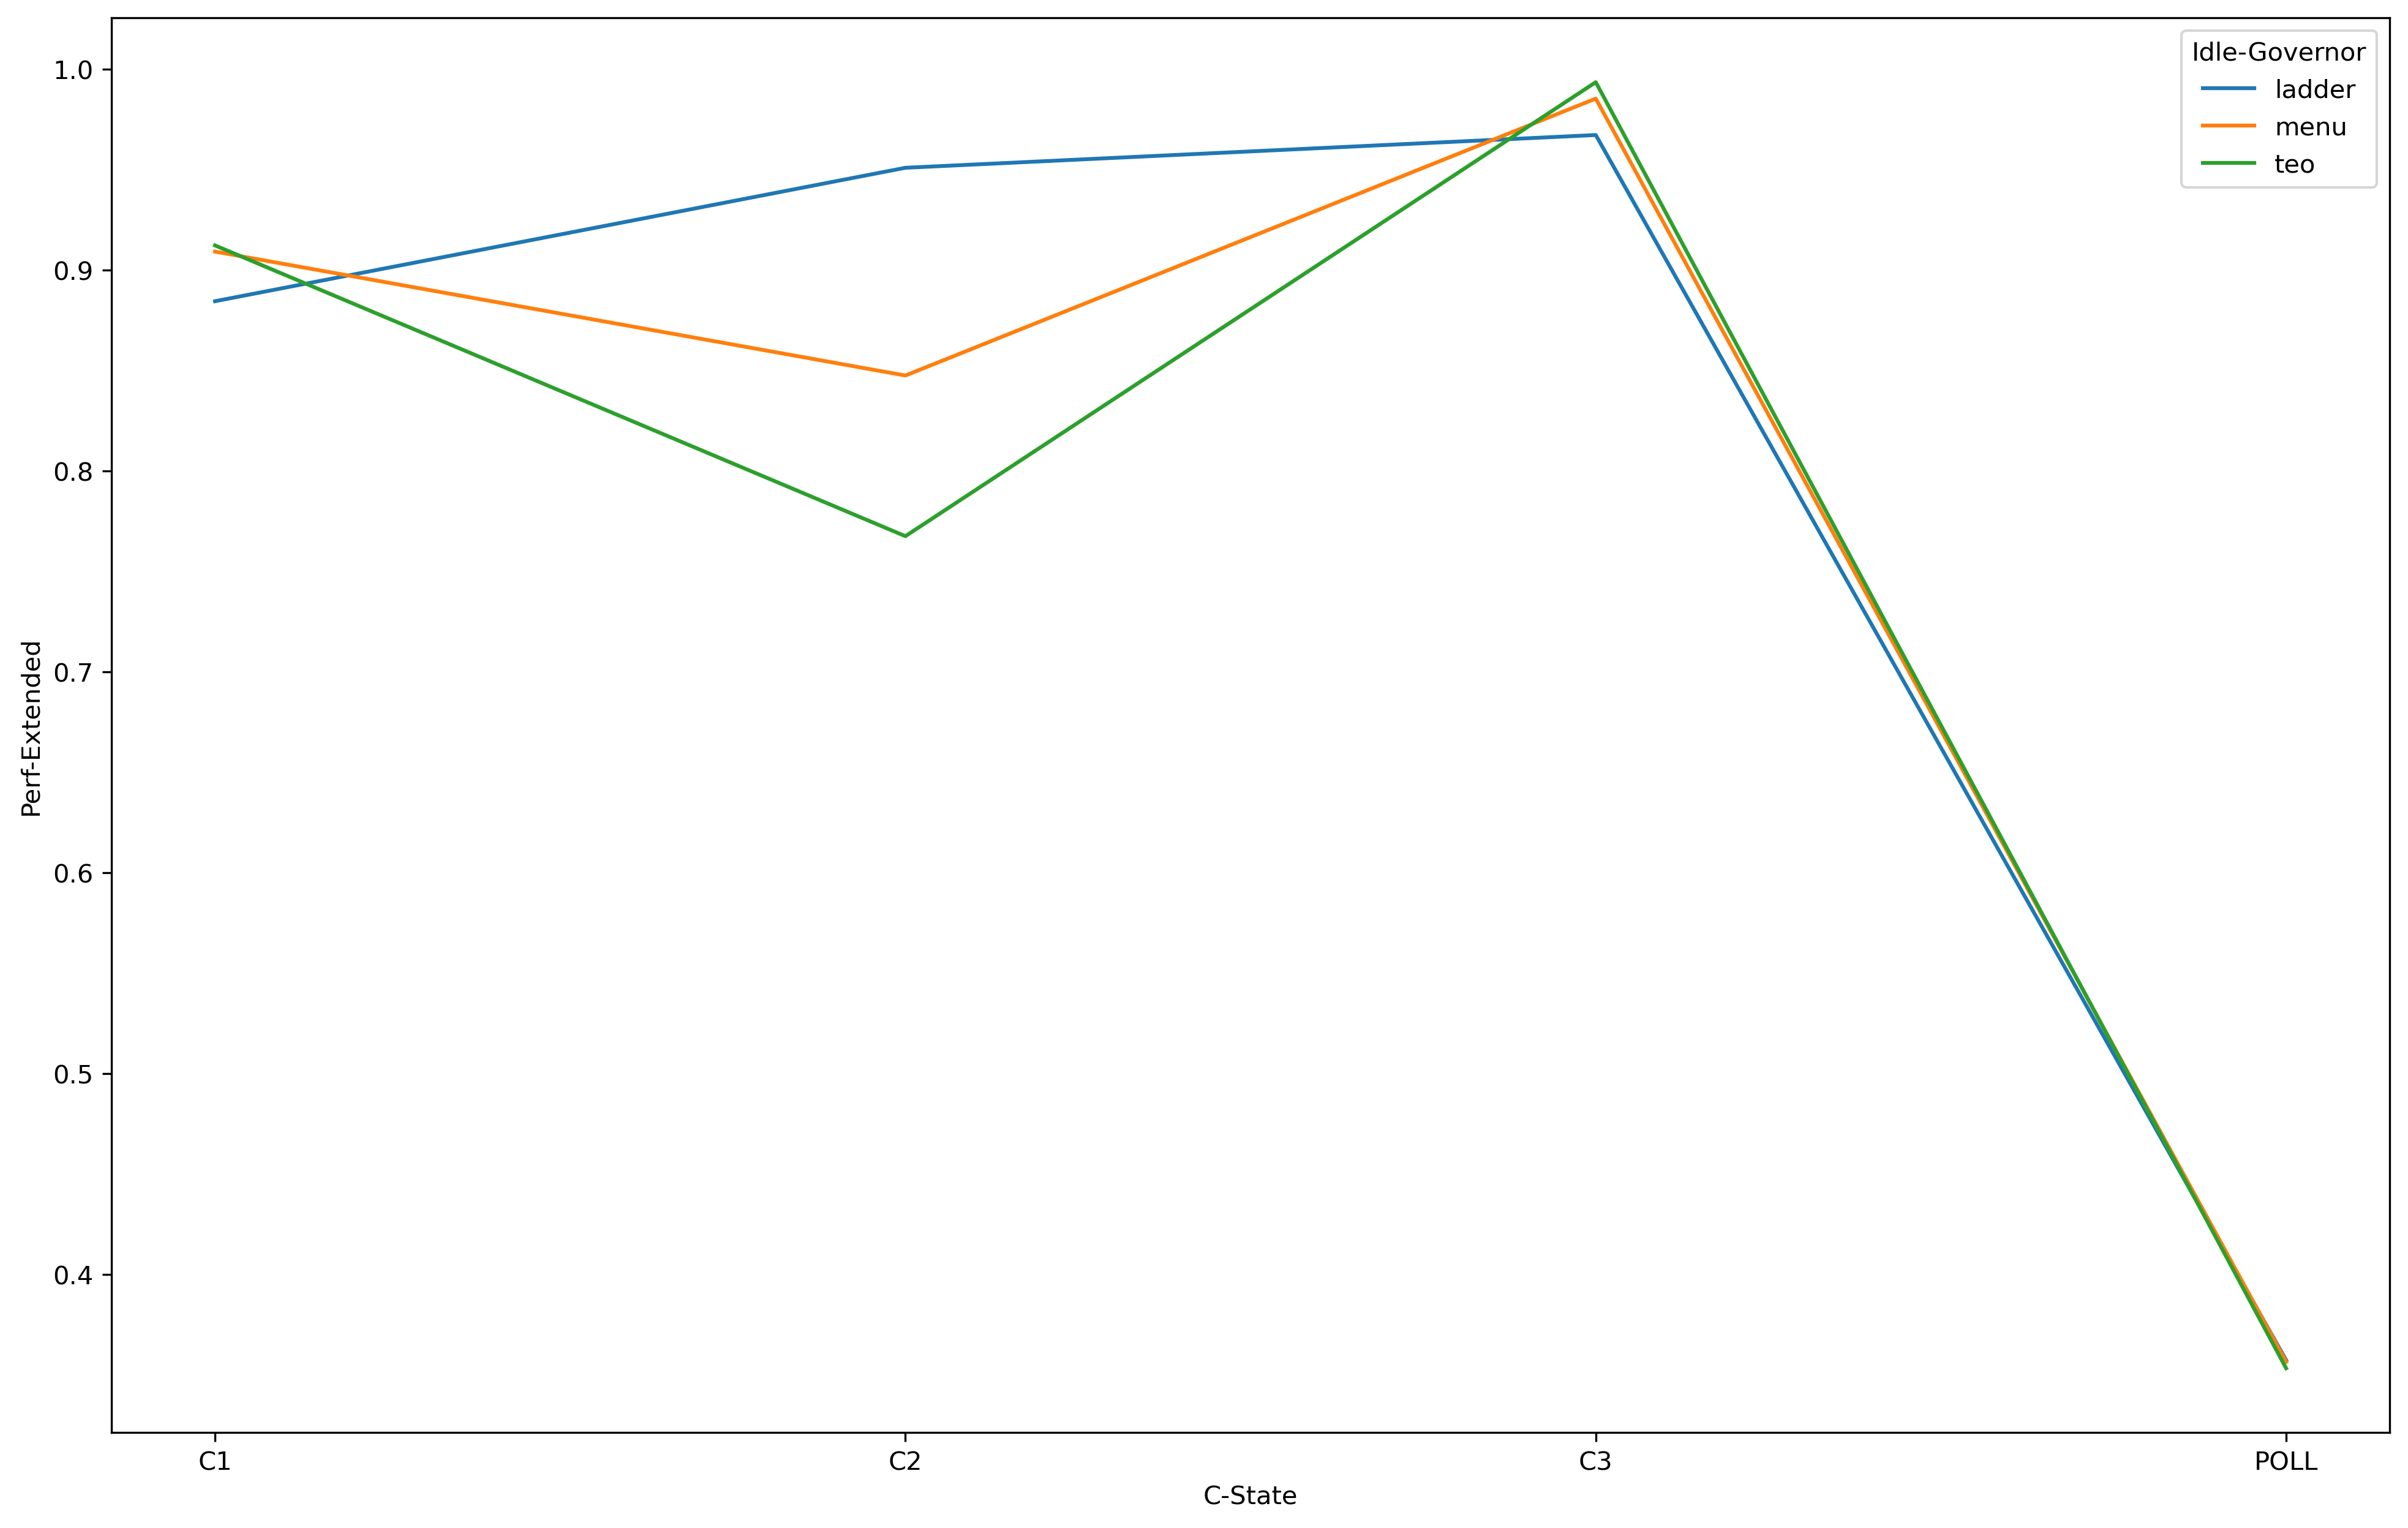 Idle-Governor
ladder
menu
teo
1.0
0.9
0.8
0.7
0.6
0.5
0.4
Perf-Extended
C1 C2 C3 POLL
C-State